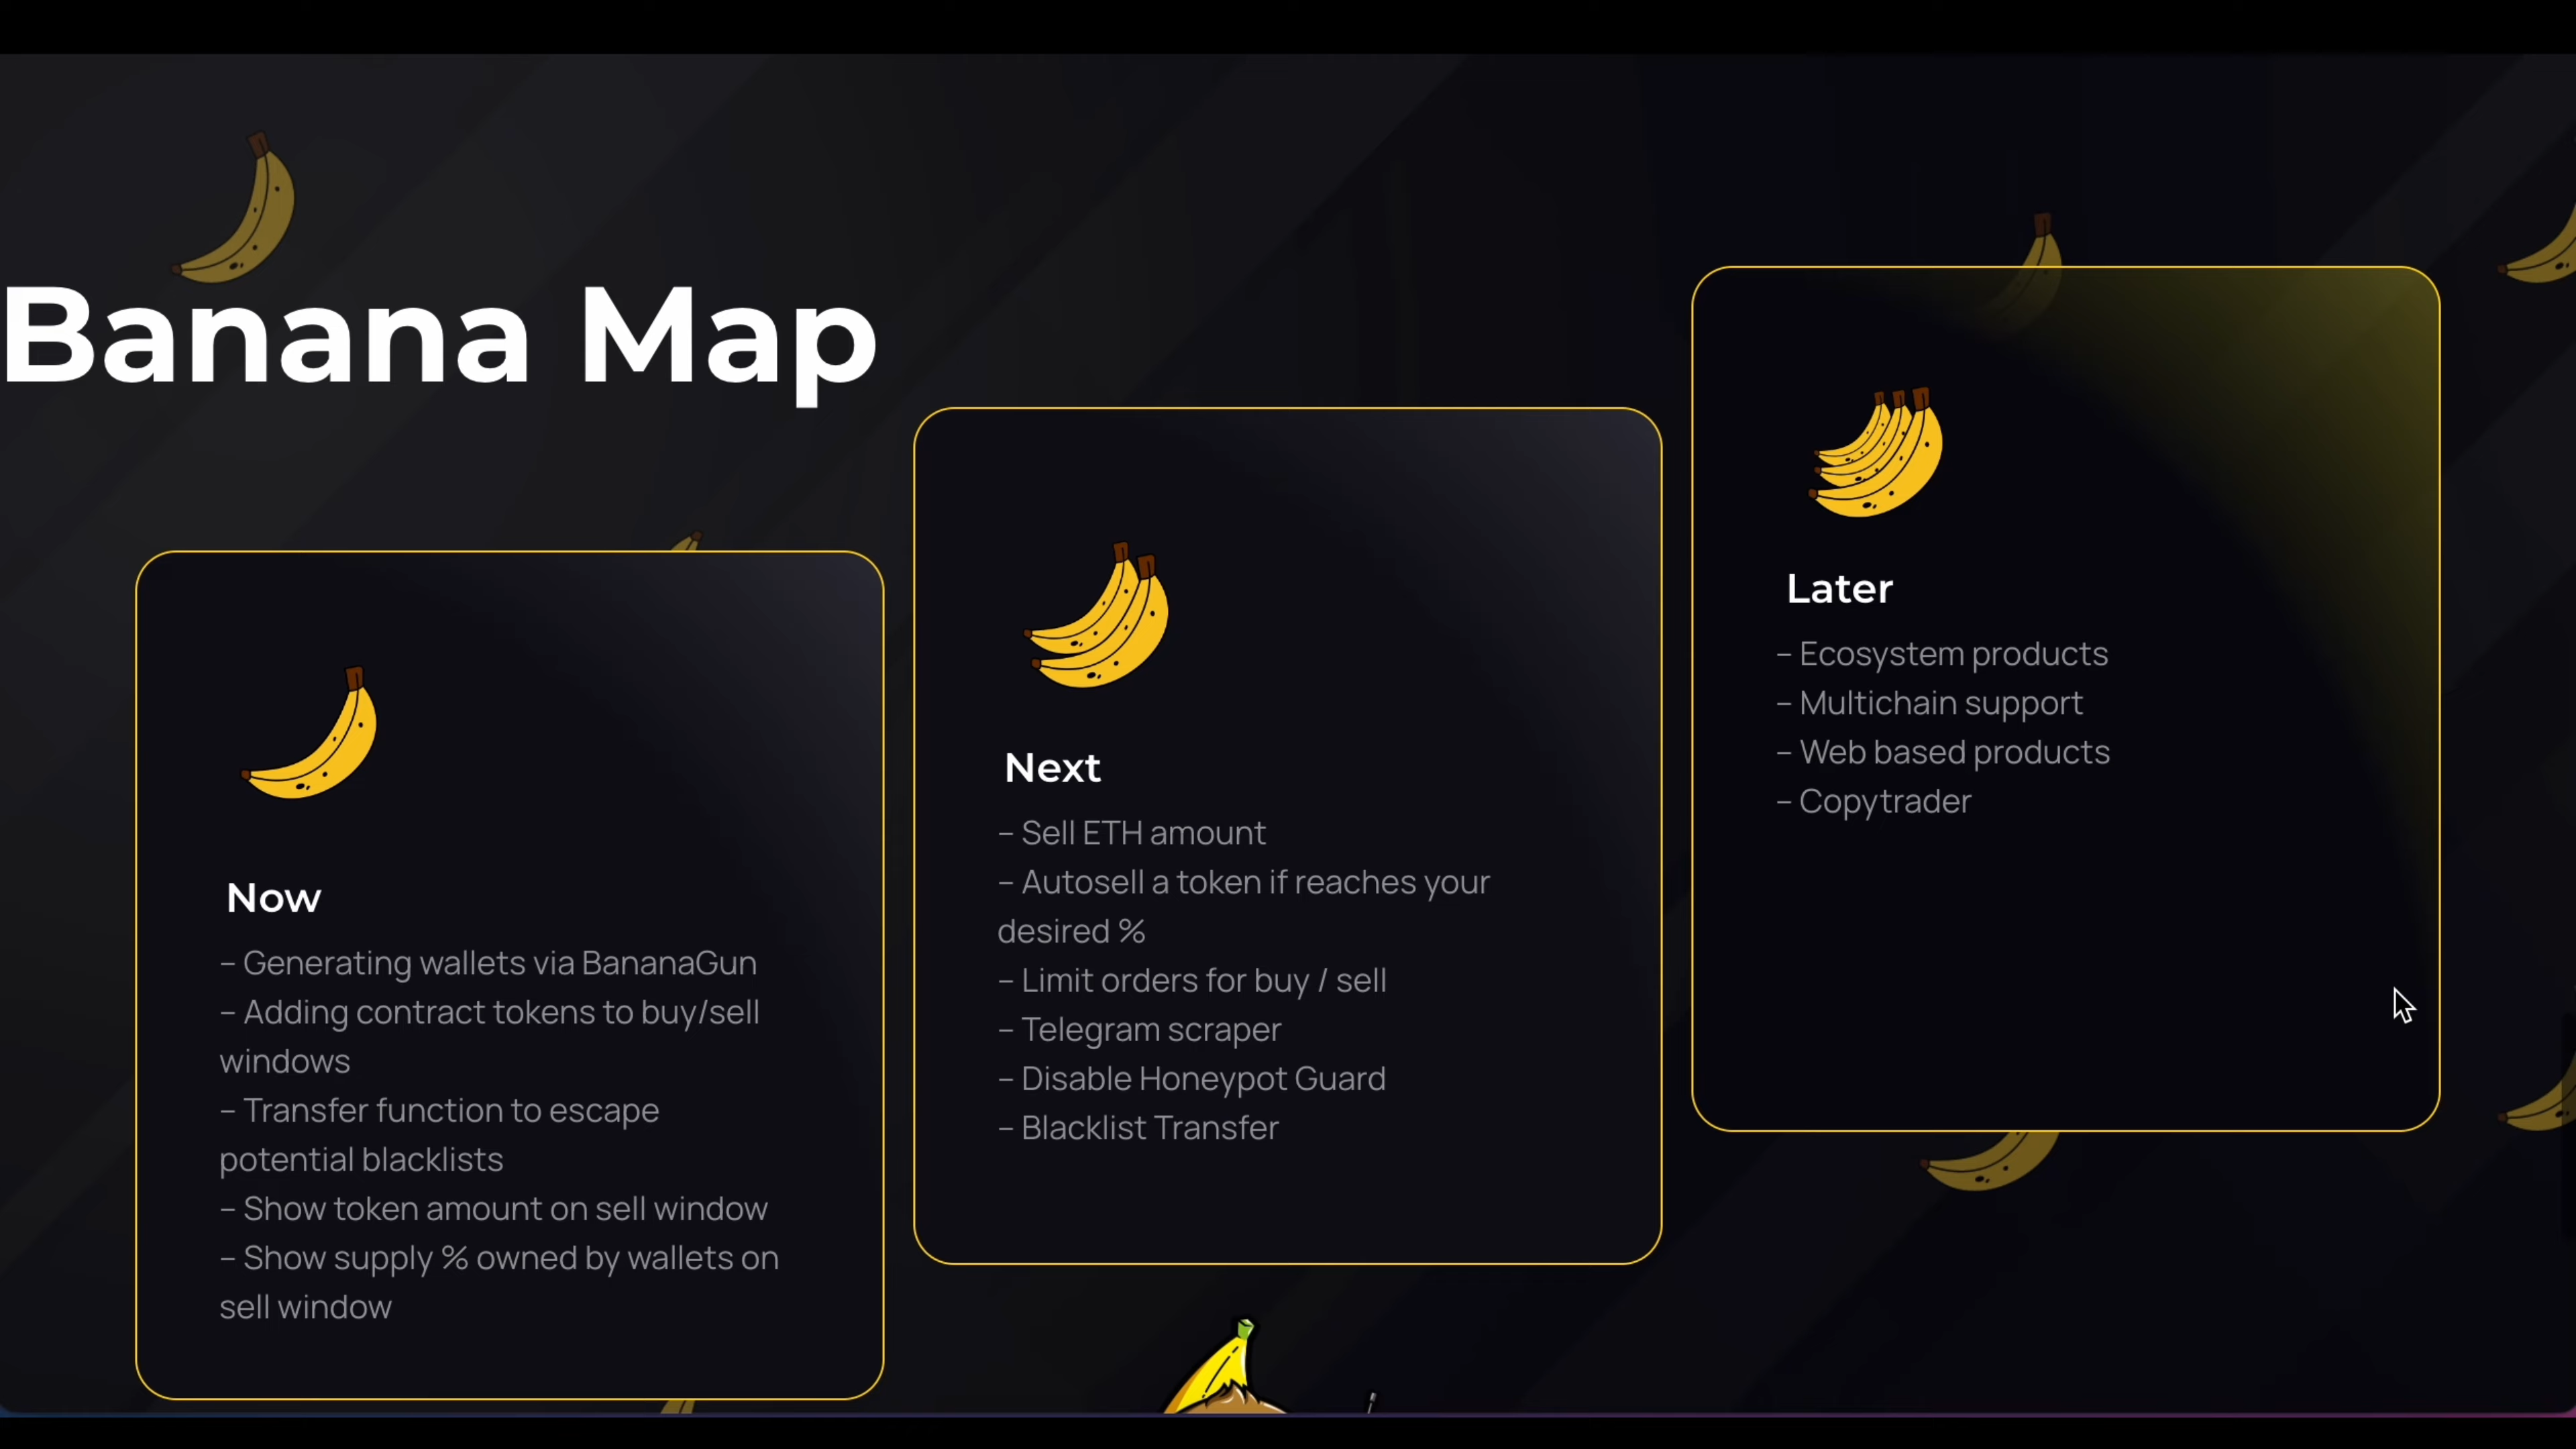 Banana Map
Now
– Generating wallets via BananaGun
– Adding contract tokens to buy/sell
windows
– Transfer function to escape
potential blacklists
– Show token amount on sell window
– Show supply % owned by wallets on
sell window
Next
– Sell ETH amount
– Autosell a token if reaches your
desired %
– Limit orders for buy / sell
– Telegram scraper
– Disable Honeypot Guard
– Blacklist Transfer
Later
– Ecosystem products
– Multichain support
– Web based products
– Copytrader